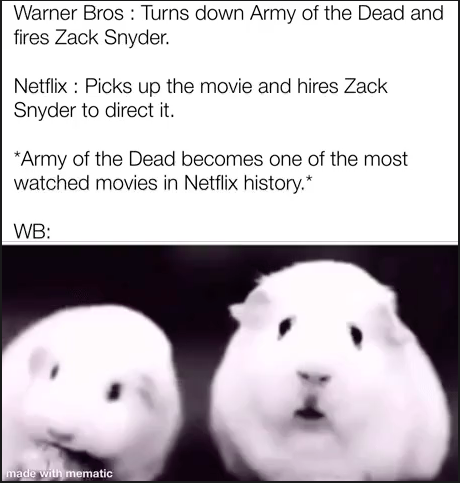 Warner Bros : Turns down Army of the Dead and
fires Zack Snyder.
Netflix : Picks up the movie and hires Zack
Snyder to direct it.
*Army of the Dead becomes one of the most
watched movies in Netflix history.*
WB:
made with mematic